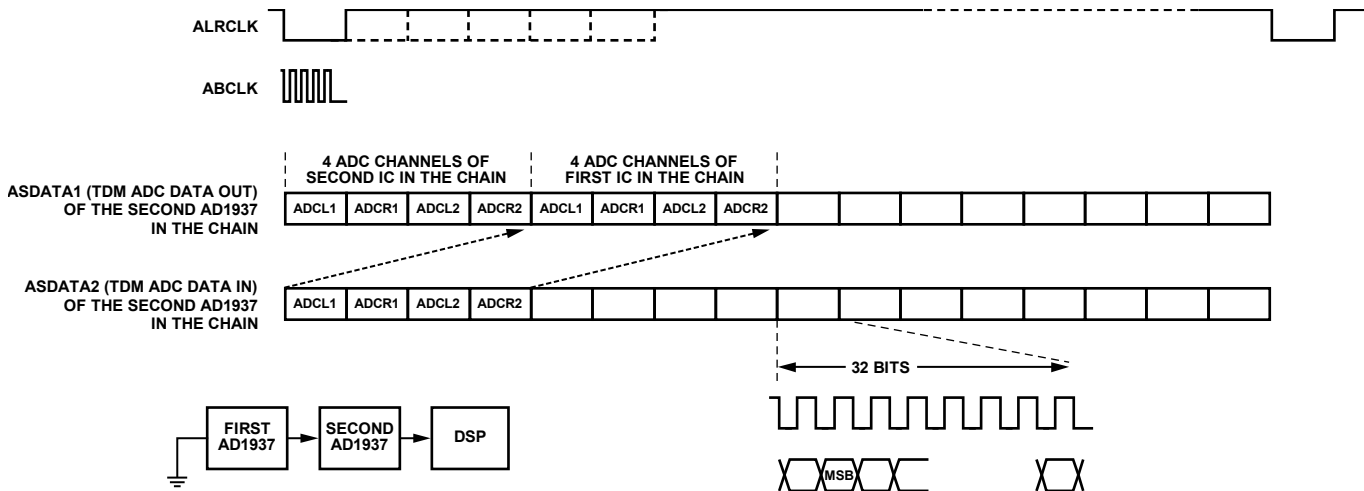 ALRCLK
ABCLK
4 ADC CHANNELS OF
SECOND IC IN THE CHAIN
4 ADC CHANNELS OF
FIRST IC IN THE CHAIN
ASDATA1 (TDM ADC DATA OUT)
OF THE SECOND AD1937
IN THE CHAIN
ADCL1 ADCR1 ADCL2 ADCR2 ADCL1 ADCR1 ADCL2 ADCR2
ASDATA2 (TDM ADC DATA IN)
OF THE SECOND AD1937
IN THE CHAIN
ADCL1 ADCR1 ADCL2 ADCR2
32 BITS
FIRST
AD1937
SECOND
AD1937
DSP
MSB